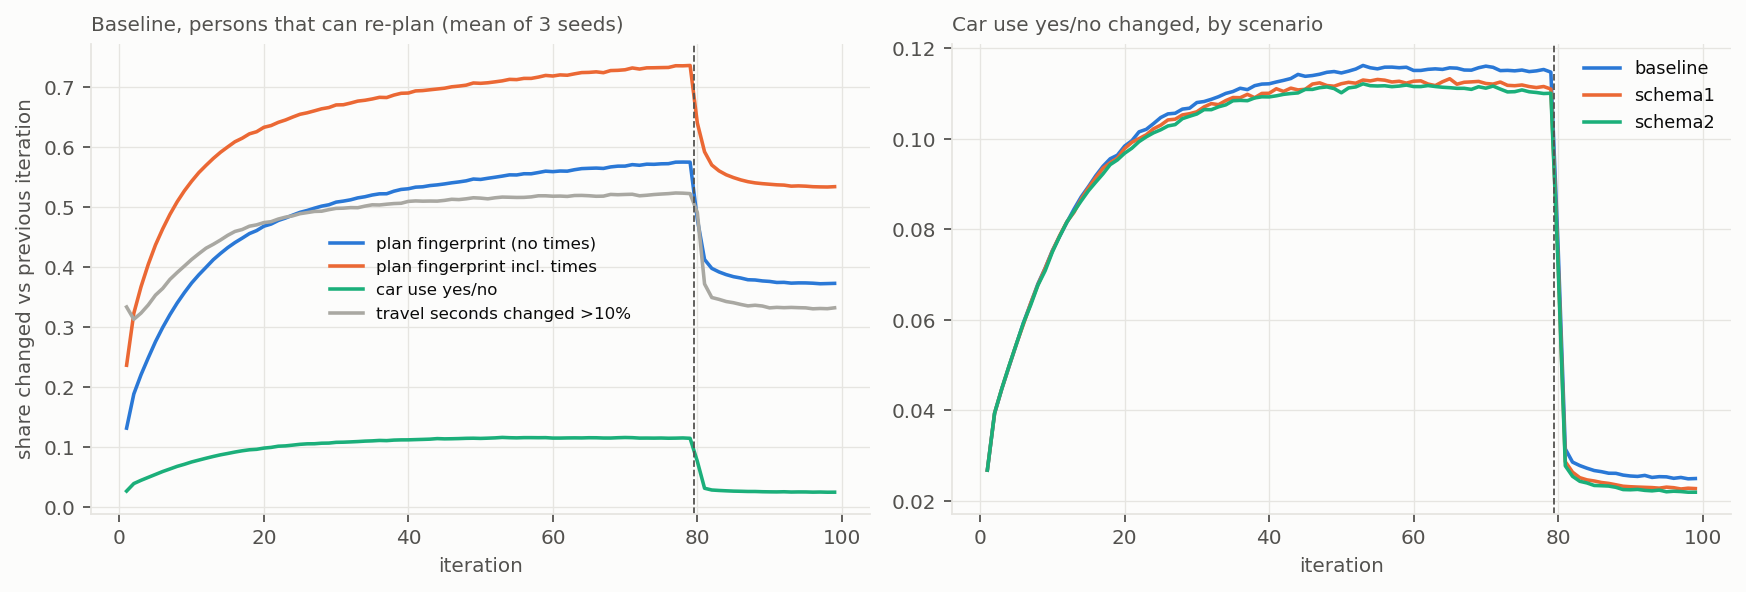 Baseline, persons that can re-plan (mean of 3 seeds)
share changed vs previous iteration
0.7
0.6
0.5
0.4
0.3
0.2
0.1
0.0
plan fingerprint (no times)
plan fingerprint incl. times
car use yes/no
travel seconds changed >10%
0 20 40 60 80 100
iteration
Car use yes/no changed, by scenario
0.12
0.10
0.08
0.06
0.04
0.02
baseline
schema1
schema2
0 20 40 60 80 100
iteration